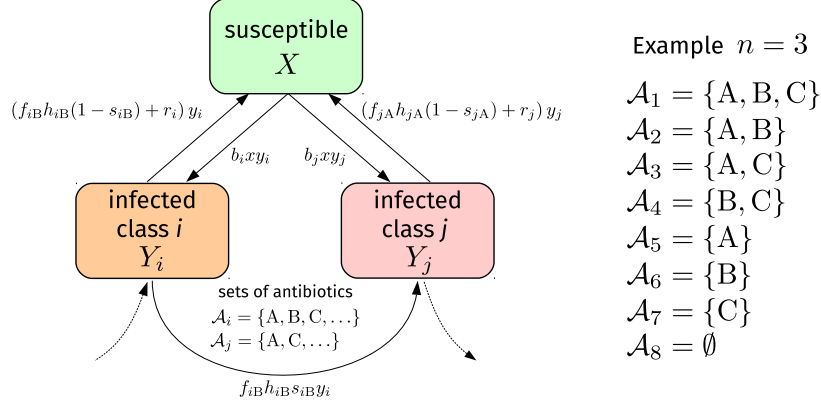 susceptible
X
(f_{iB}h_{iB}(1 − s_{iB}) + r_i) y_i
(f_{jA}h_{jA}(1 − s_{jA}) + r_j) y_j
b_i x y_i
b_j x y_j
infected
class i
Y_i
infected
class j
Y_j
sets of antibiotics
𝒜_i = {A, B, C, …}
𝒜_j = {A, C, …}
f_{iB}h_{iB}s_{iB}y_i
Example n = 3
𝒜_1 = {A, B, C}
𝒜_2 = {A, B}
𝒜_3 = {A, C}
𝒜_4 = {B, C}
𝒜_5 = {A}
𝒜_6 = {B}
𝒜_7 = {C}
𝒜_8 = ∅